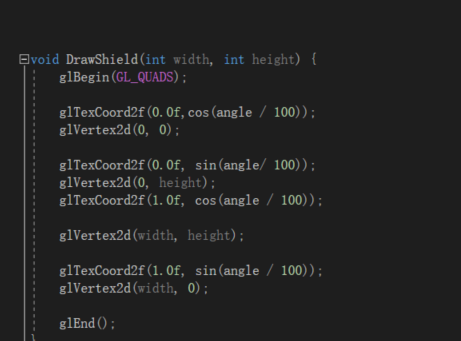 void DrawShield(int width, int height) {
glBegin(GL_QUADS);
glTexCoord2f(0.0f,cos(angle / 100));
glVertex2d(0, 0);
glTexCoord2f(0.0f, sin(angle/ 100));
glVertex2d(0, height);
glTexCoord2f(1.0f, cos(angle / 100));
glVertex2d(width, height);
glTexCoord2f(1.0f, sin(angle / 100));
glVertex2d(width, 0);
glEnd();
}